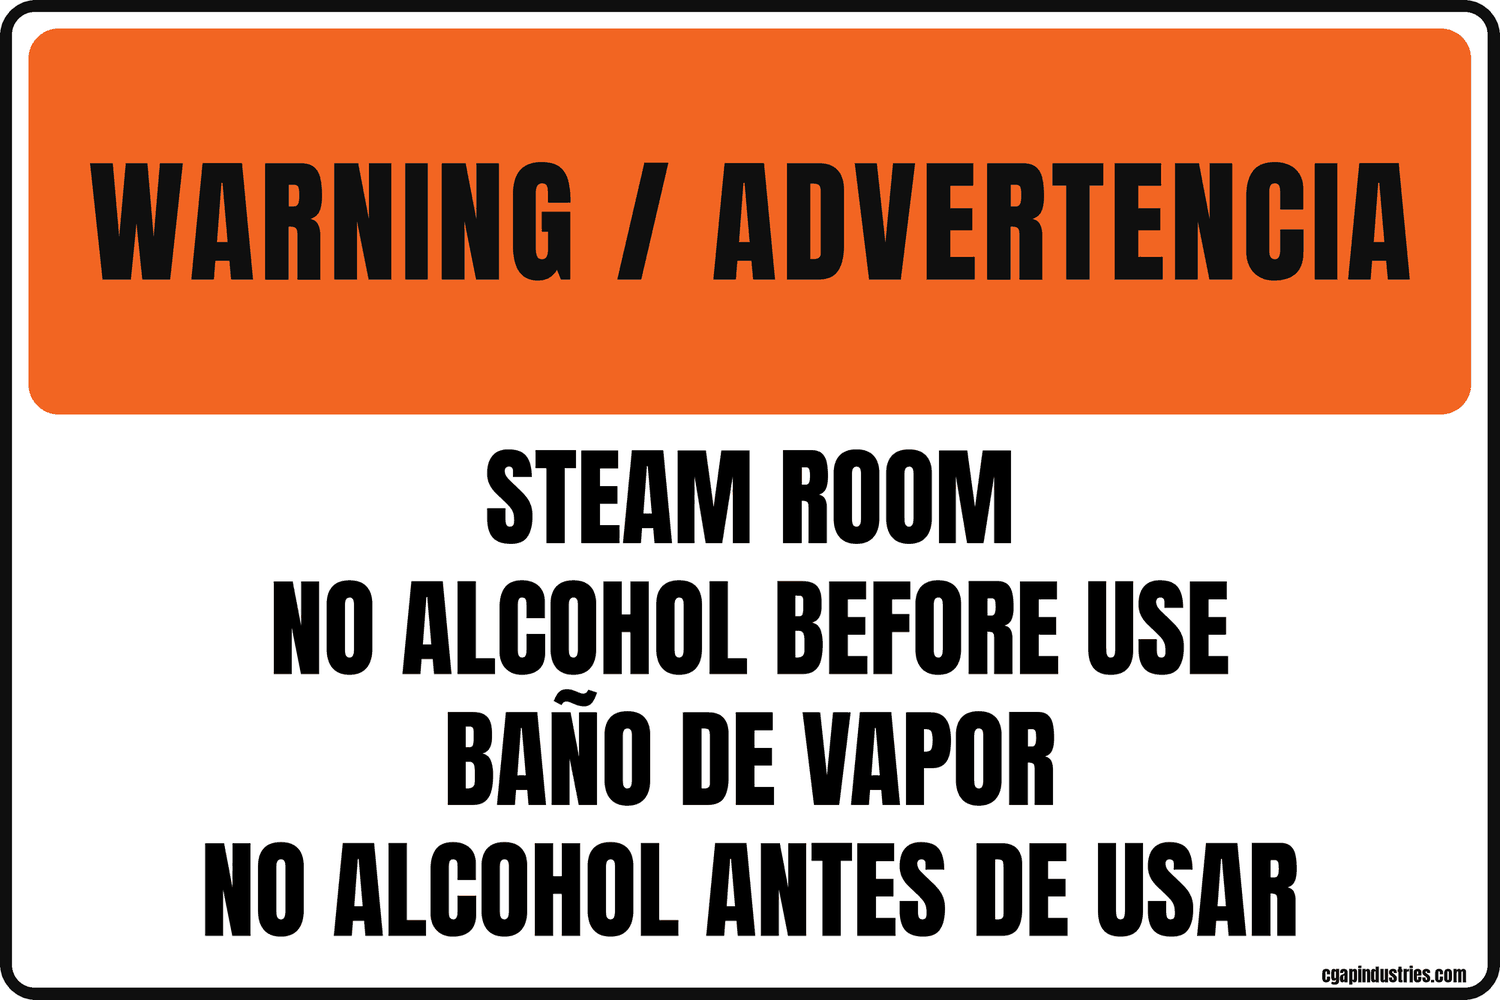 WARNING / ADVERTENCIA
STEAM ROOM
NO ALCOHOL BEFORE USE
BAÑO DE VAPOR
NO ALCOHOL ANTES DE USAR
cgapindustries.com